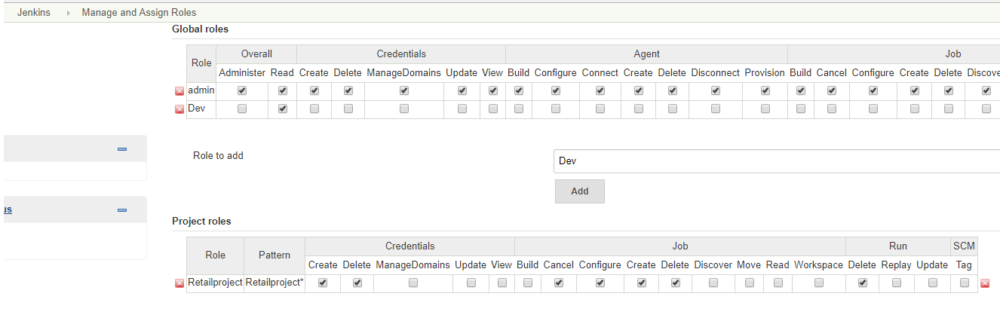 Jenkins Manage and Assign Roles
Global roles
Role Overall Credentials Agent Job
Administer Read Create Delete ManageDomains Update View Build Configure Connect Create Delete Disconnect Provision Build Cancel Configure Create Delete Discove
admin
Dev
Role to add Dev
Add
us
Project roles
Role Pattern Credentials Job Run SCM
Create Delete ManageDomains Update View Build Cancel Configure Create Delete Discover Move Read Workspace Delete Replay Update Tag
Retailproject Retailproject*